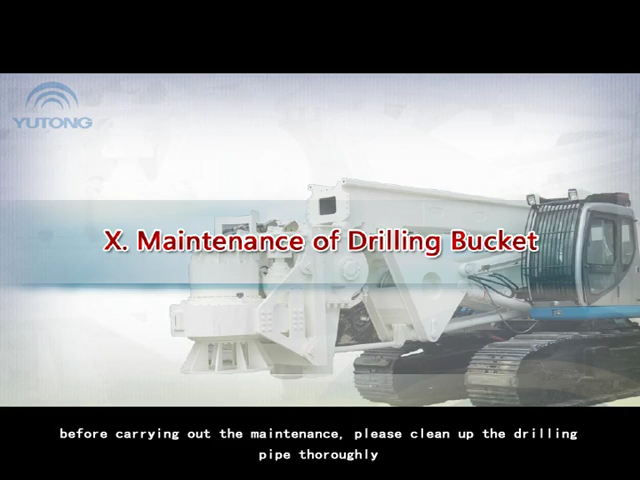 YUTONG
X. Maintenance of Drilling Bucket
before carrying out the maintenance, please clean up the drilling
pipe thoroughly